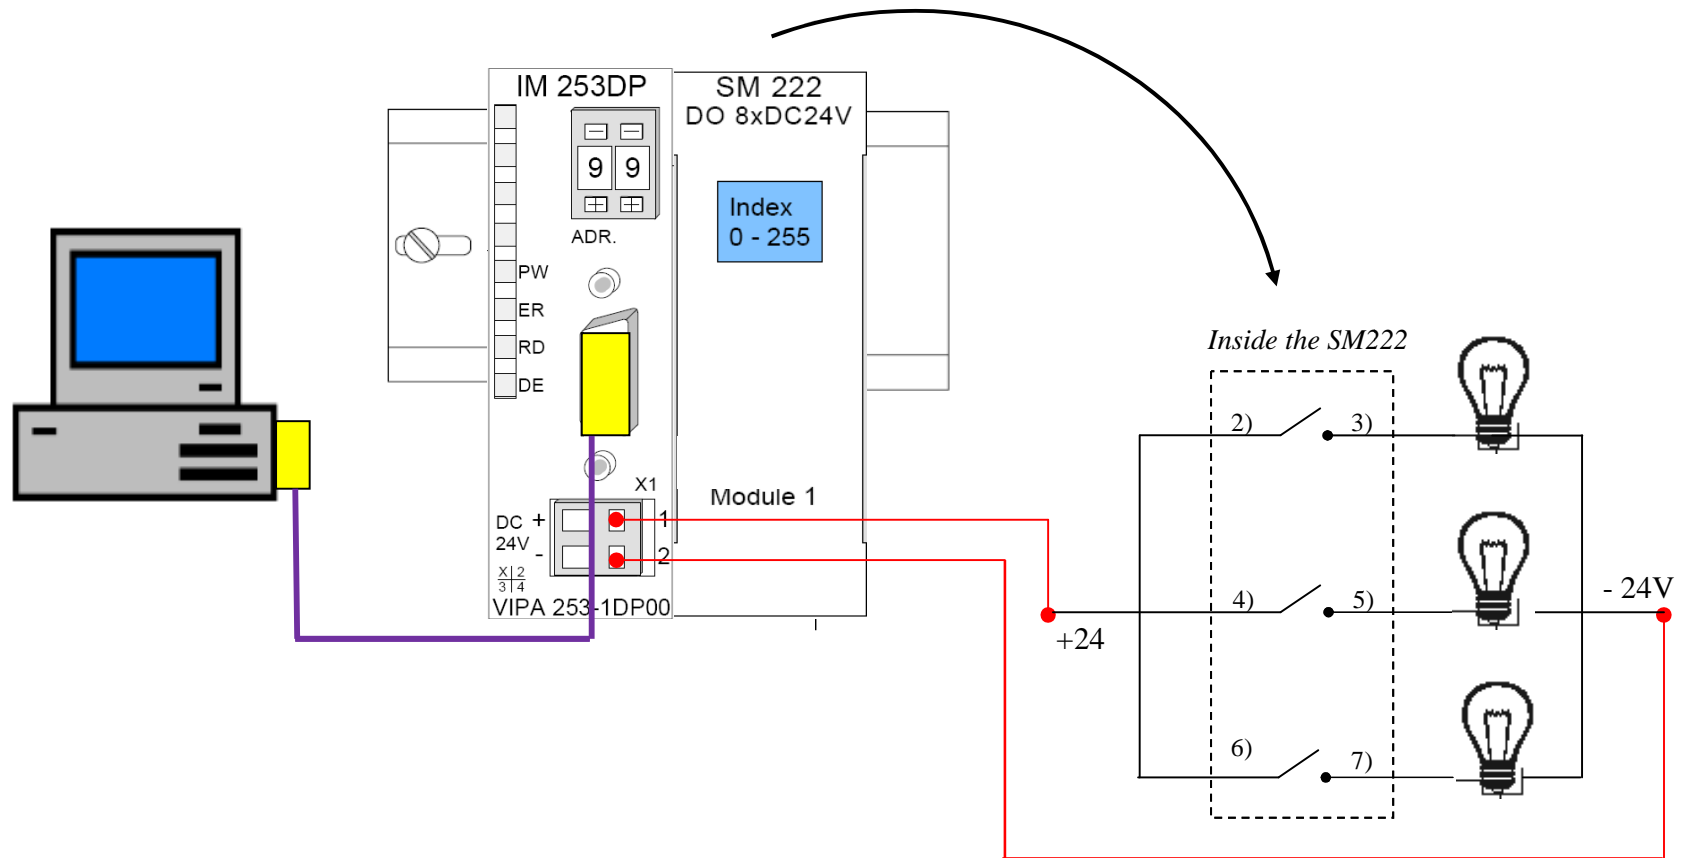 IM 253DP
SM 222
DO 8xDC24V
9 9
ADR.
Index
0 - 255
PW
ER
RD
DE
X1
DC
24V
+
-
1
2
X 2
3 4
VIPA 253-1DP00
Module 1
Inside the SM222
2) 3)
4) 5)
6) 7)
+24
- 24V